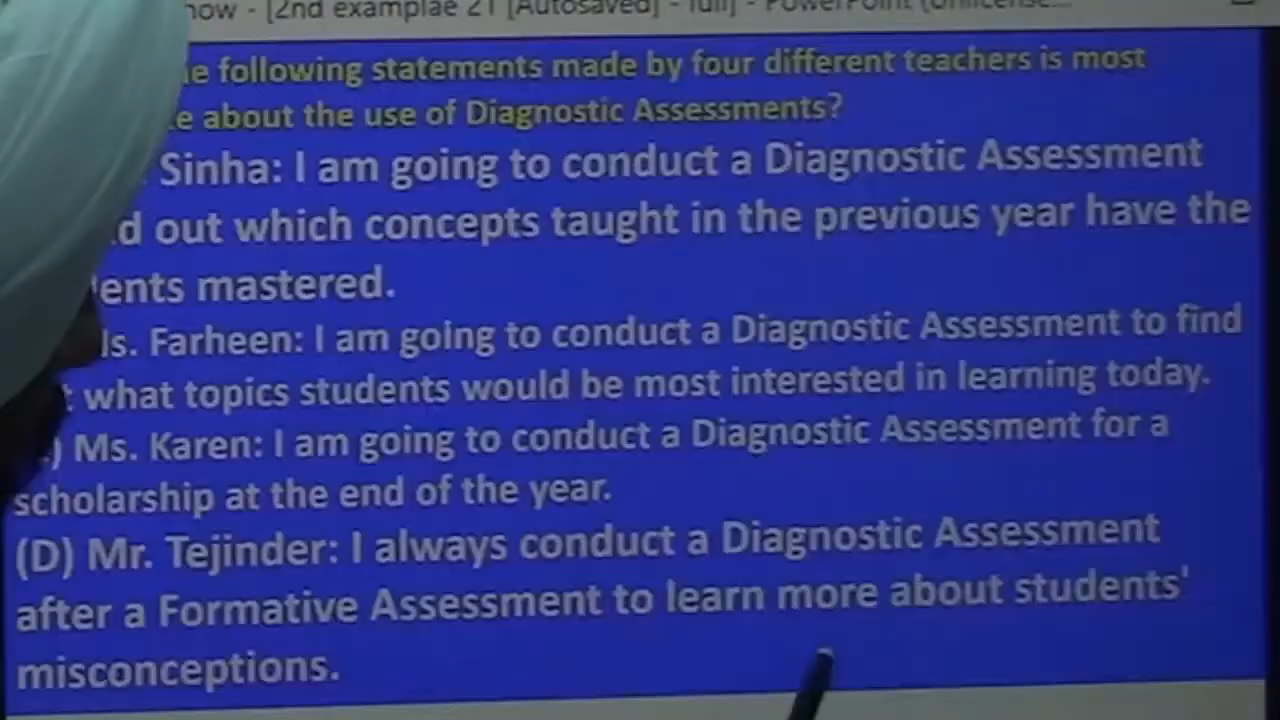 now - [2nd examplae 21 [Autosaved] - full] - PowerPoint
following statements made by four different teachers is most
about the use of Diagnostic Assessments?
Sinha: I am going to conduct a Diagnostic Assessment
out which concepts taught in the previous year have the
ents mastered.
Ms. Farheen: I am going to conduct a Diagnostic Assessment to find
what topics students would be most interested in learning today.
) Ms. Karen: I am going to conduct a Diagnostic Assessment for a
scholarship at the end of the year.
(D) Mr. Tejinder: I always conduct a Diagnostic Assessment
after a Formative Assessment to learn more about students'
misconceptions.